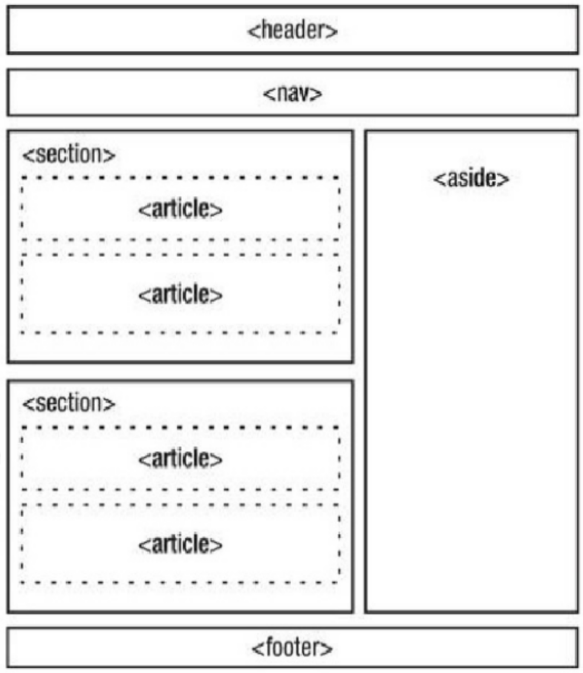 <header>
<nav>
<section>
<article>
<article>
<aside>
<section>
<article>
<article>
<footer>